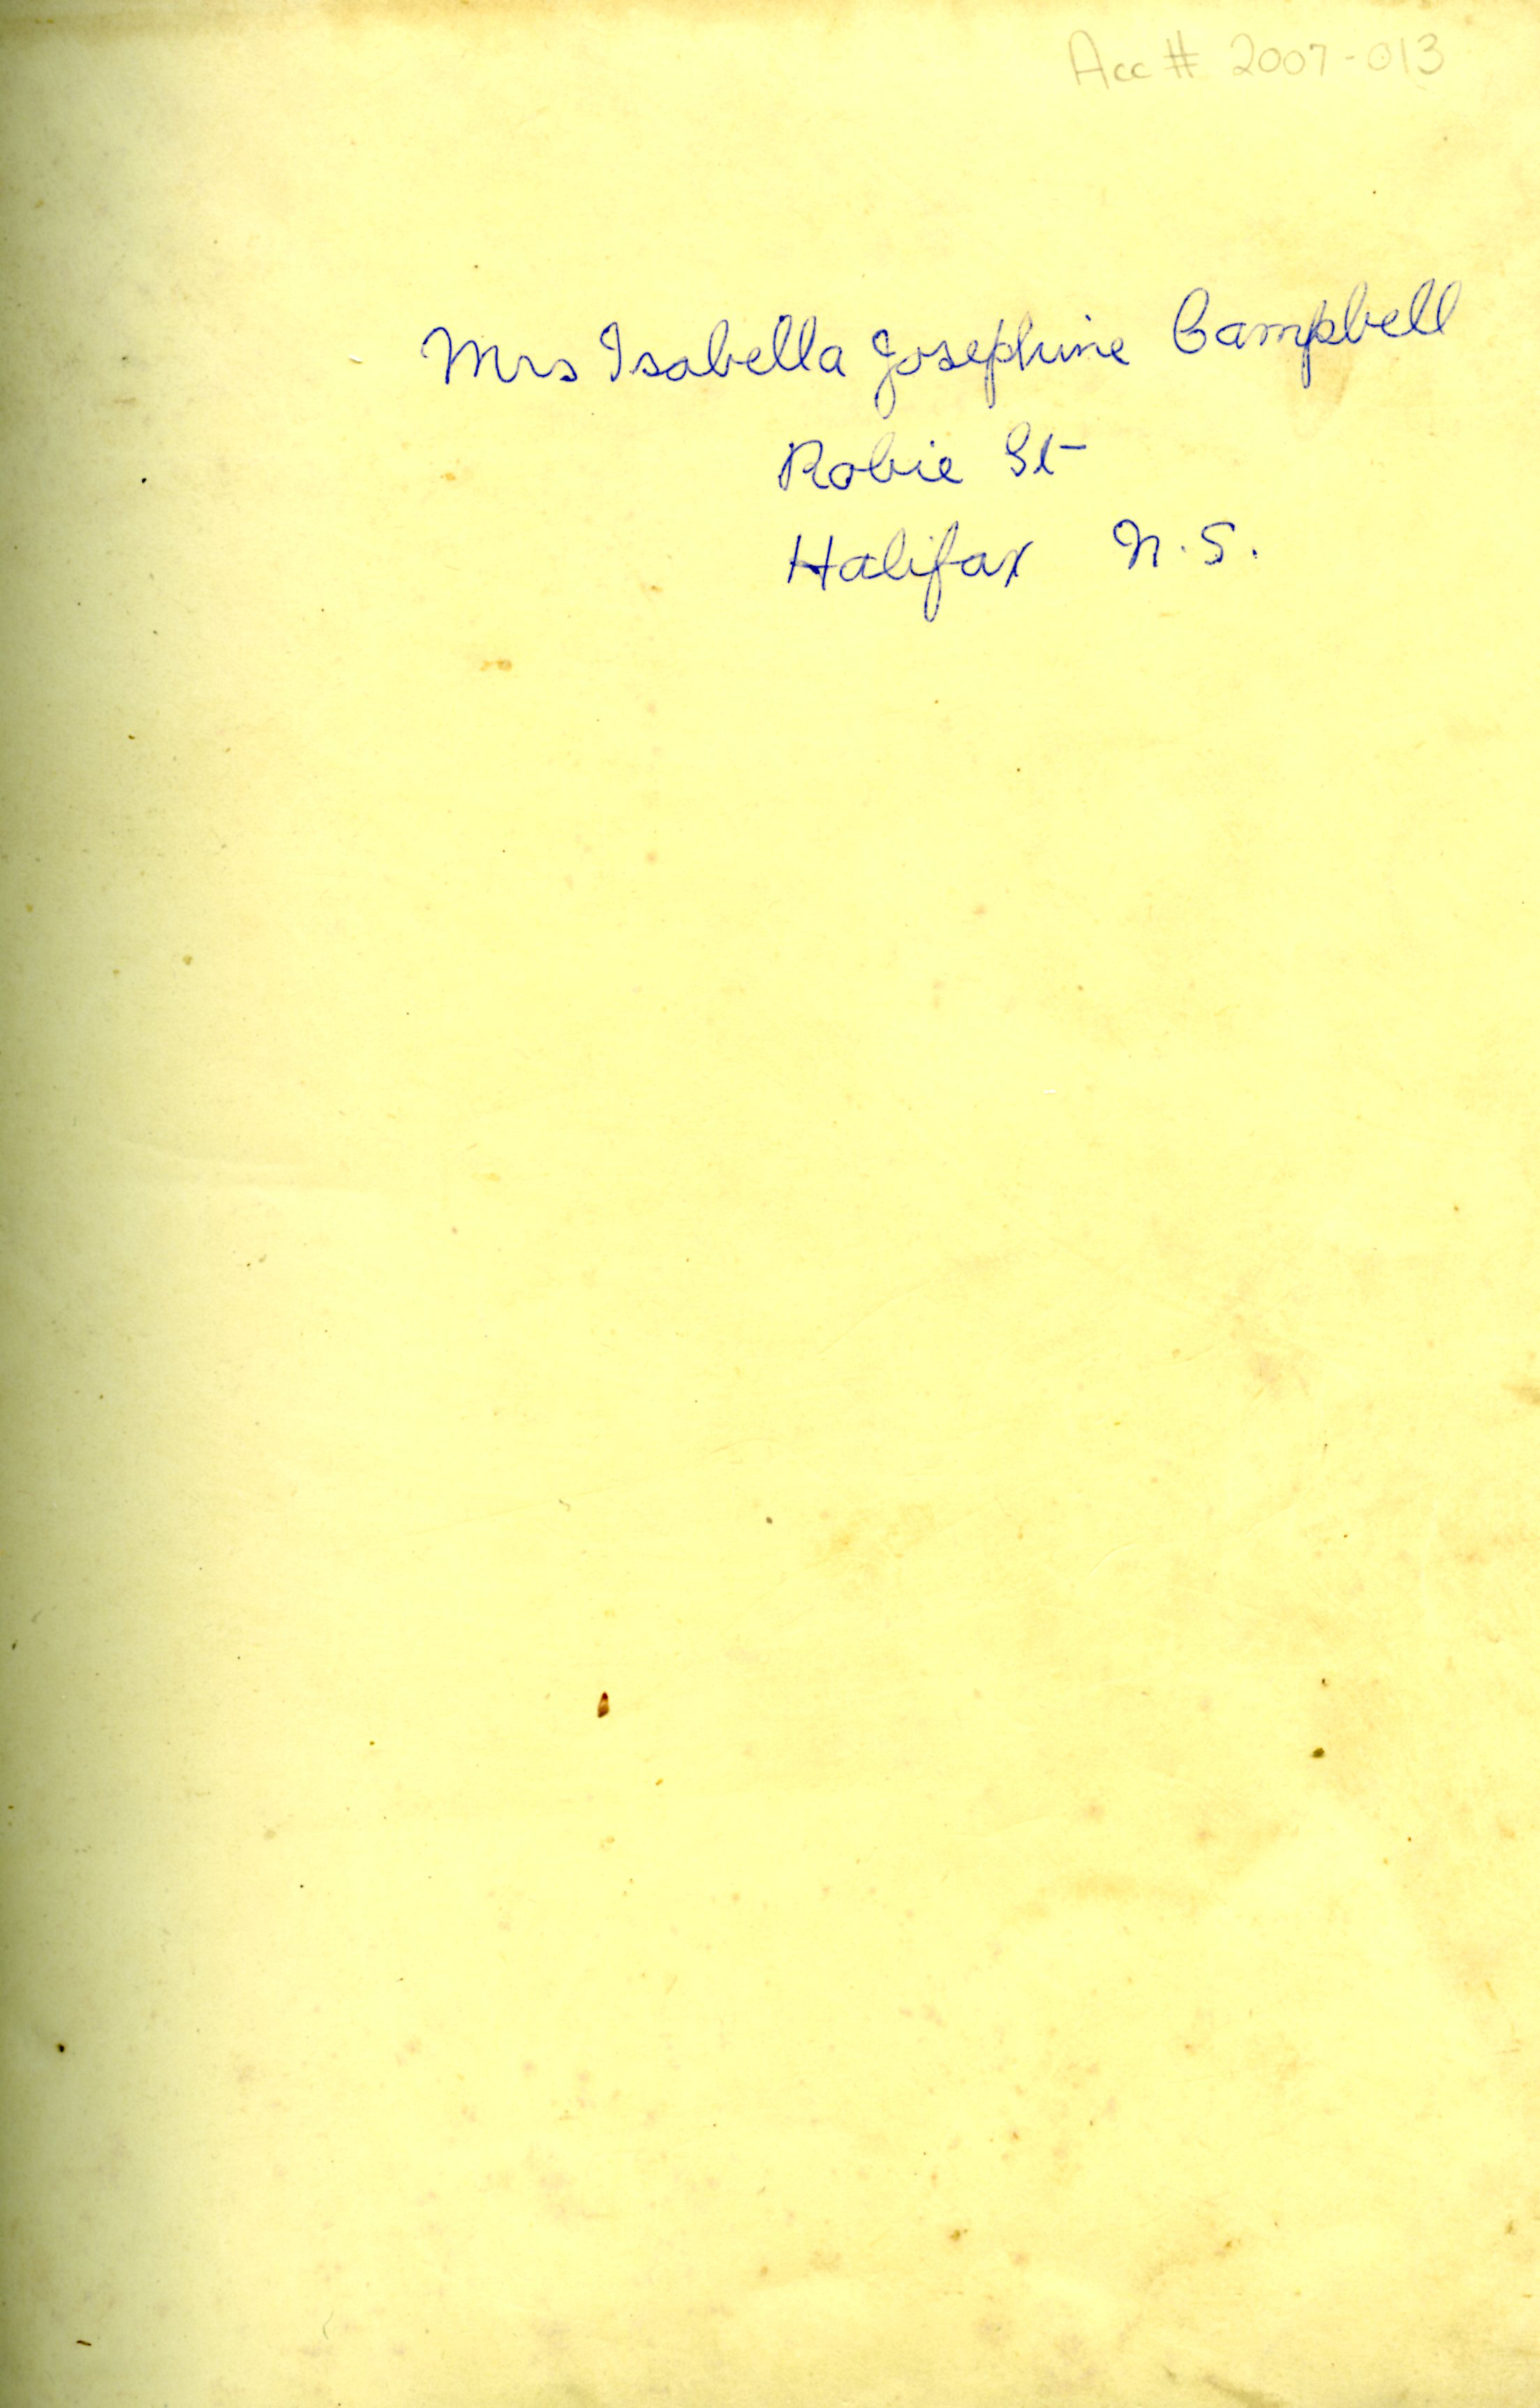 Acc # 2007-013
Mrs Isabella Josephine Campbell
Robie St
Halifax N.S.